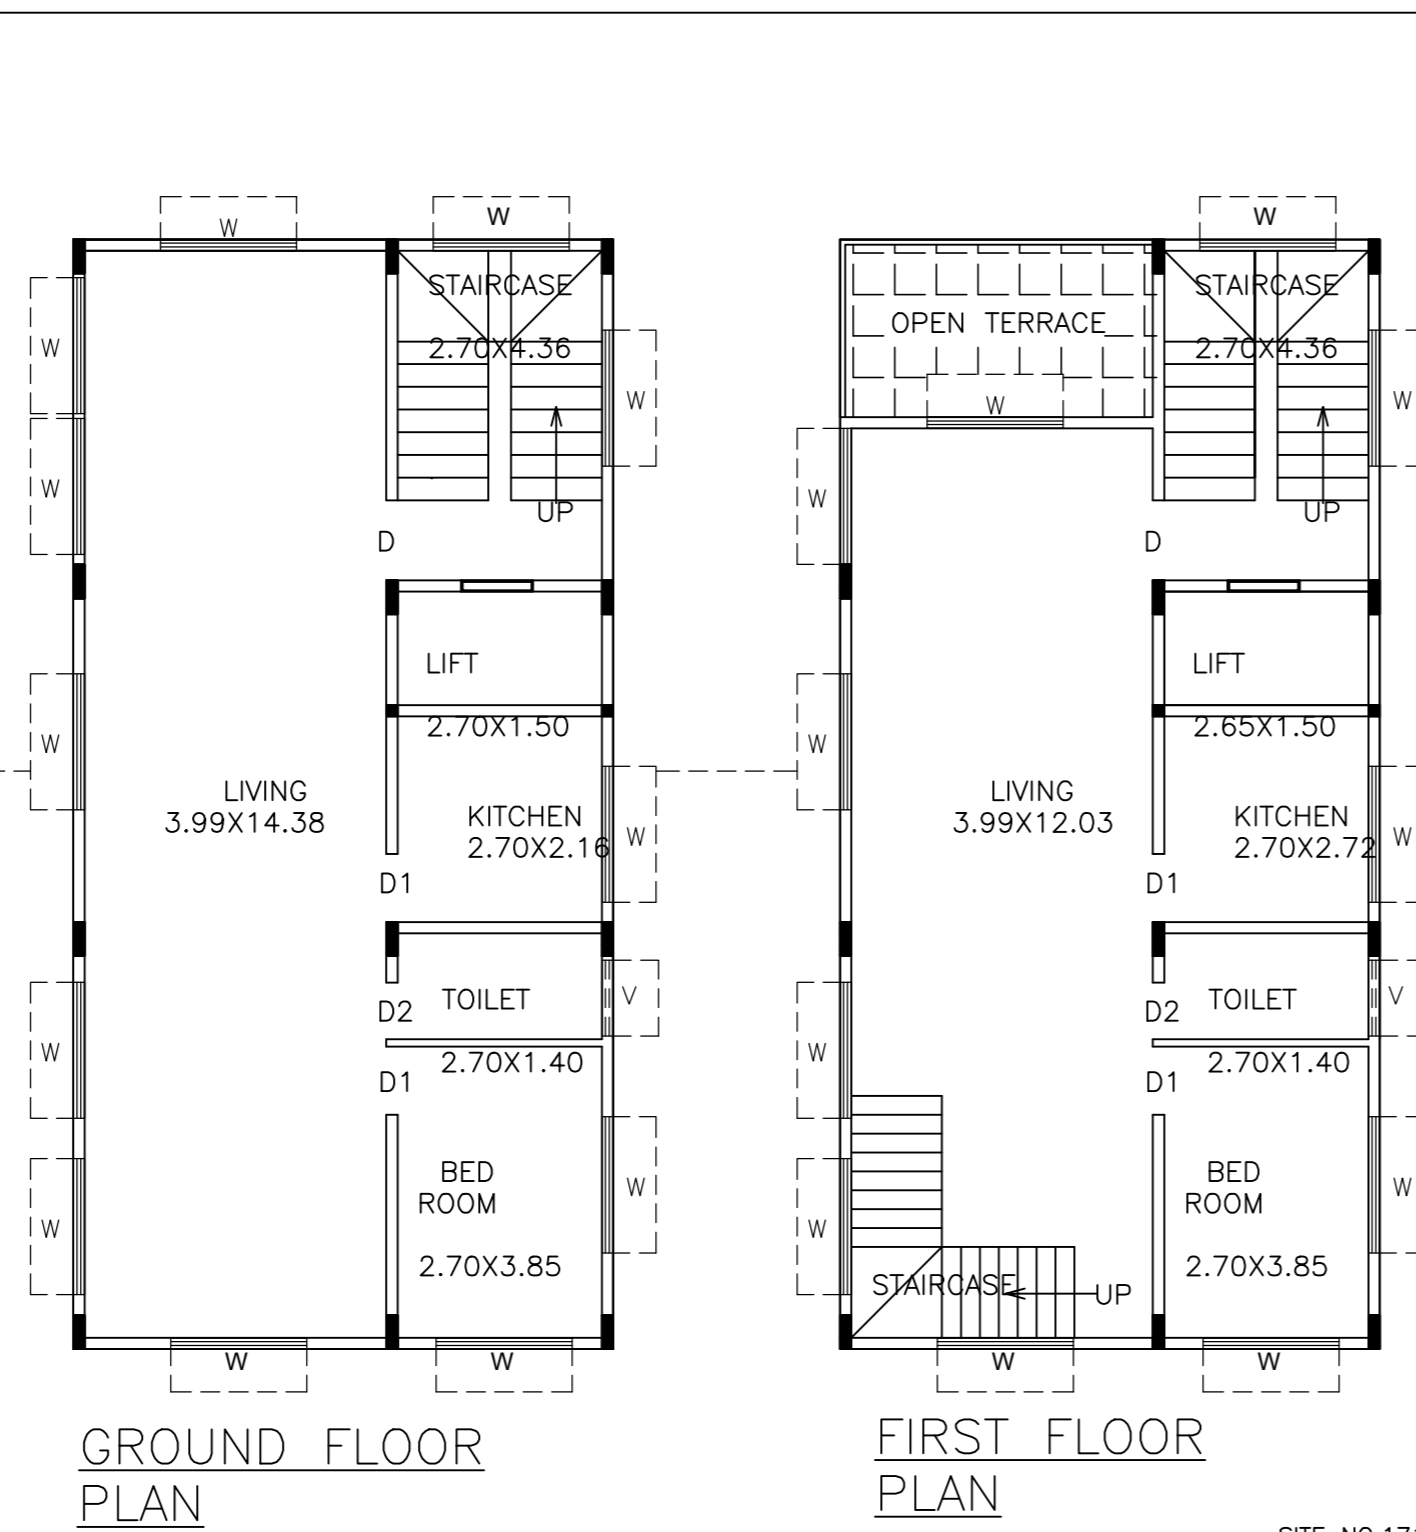 W
W
STAIRCASE
2.70X4.36
W
W
W
UP
D
LIFT
2.70X1.50
W
LIVING
3.99X14.38
KITCHEN
2.70X2.16
W
D1
TOILET
V
D2
2.70X1.40
W
D1
BED
ROOM
W
2.70X3.85
W
W
W
GROUND FLOOR
PLAN
W
STAIRCASE
OPEN TERRACE
2.70X4.36
W
W
W
UP
D
LIFT
2.65X1.50
W
LIVING
3.99X12.03
KITCHEN
2.70X2.72
W
D1
TOILET
V
D2
2.70X1.40
W
D1
BED
ROOM
W
2.70X3.85
W
STAIRCASE
UP
W
W
FIRST FLOOR
PLAN